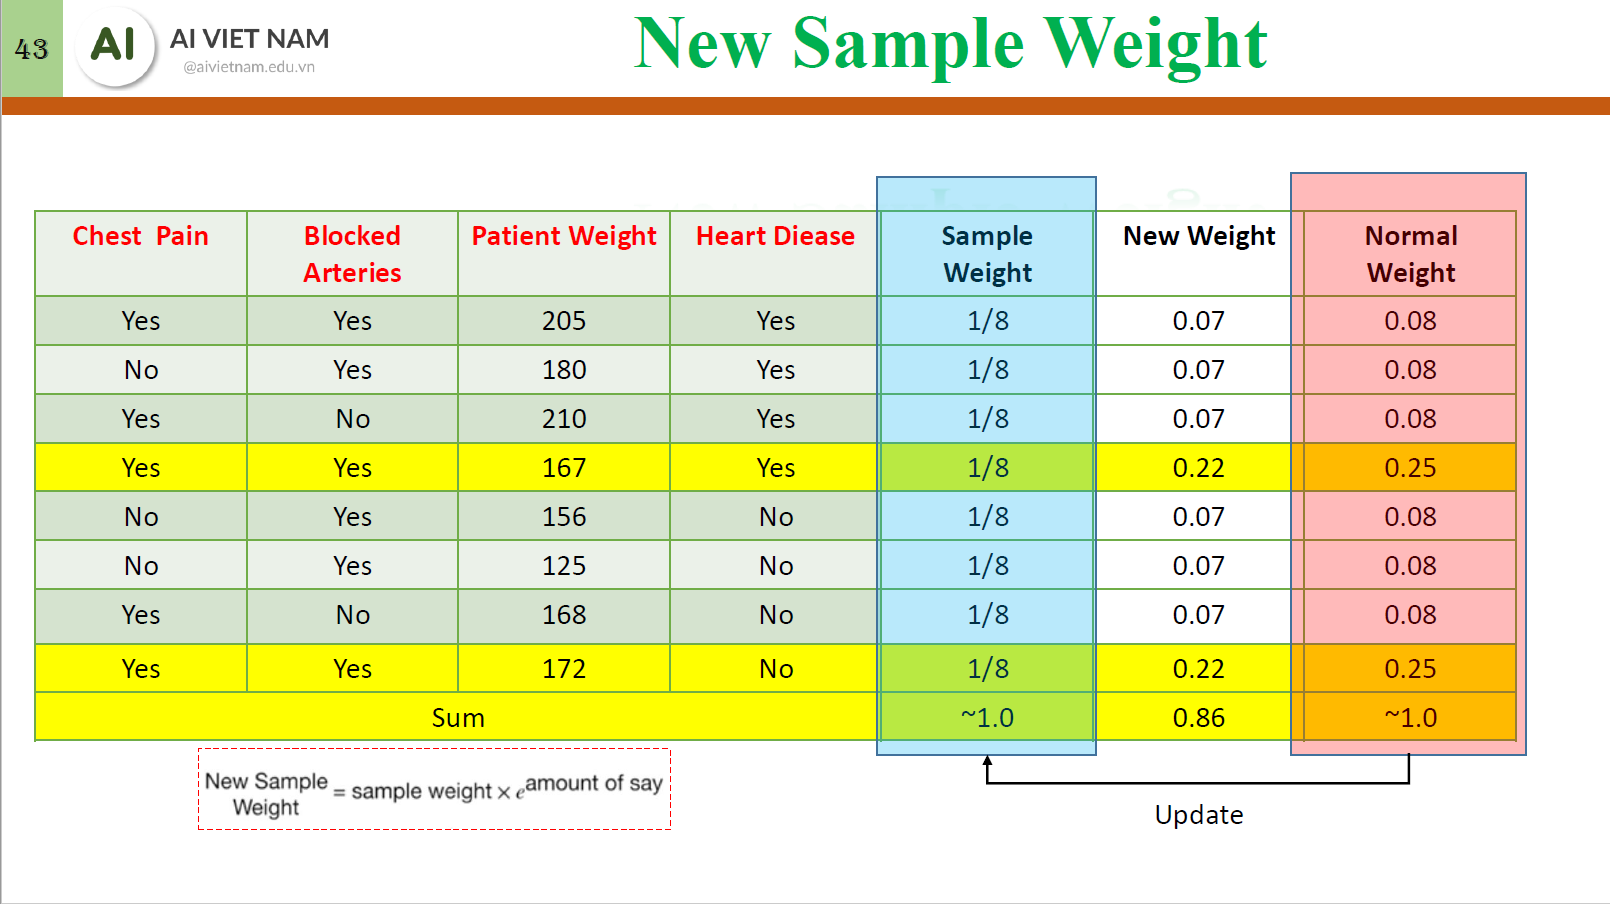 43
AI
AI VIET NAM
@aivietnam.edu.vn
New Sample Weight
Chest Pain Blocked Arteries Patient Weight Heart Diease Sample Weight New Weight Normal Weight
Yes Yes 205 Yes 1/8 0.07 0.08
No Yes 180 Yes 1/8 0.07 0.08
Yes No 210 Yes 1/8 0.07 0.08
Yes Yes 167 Yes 1/8 0.22 0.25
No Yes 156 No 1/8 0.07 0.08
No Yes 125 No 1/8 0.07 0.08
Yes No 168 No 1/8 0.07 0.08
Yes Yes 172 No 1/8 0.22 0.25
Sum ~1.0 0.86 ~1.0
New Sample Weight = sample weight × e^amount of say
Update